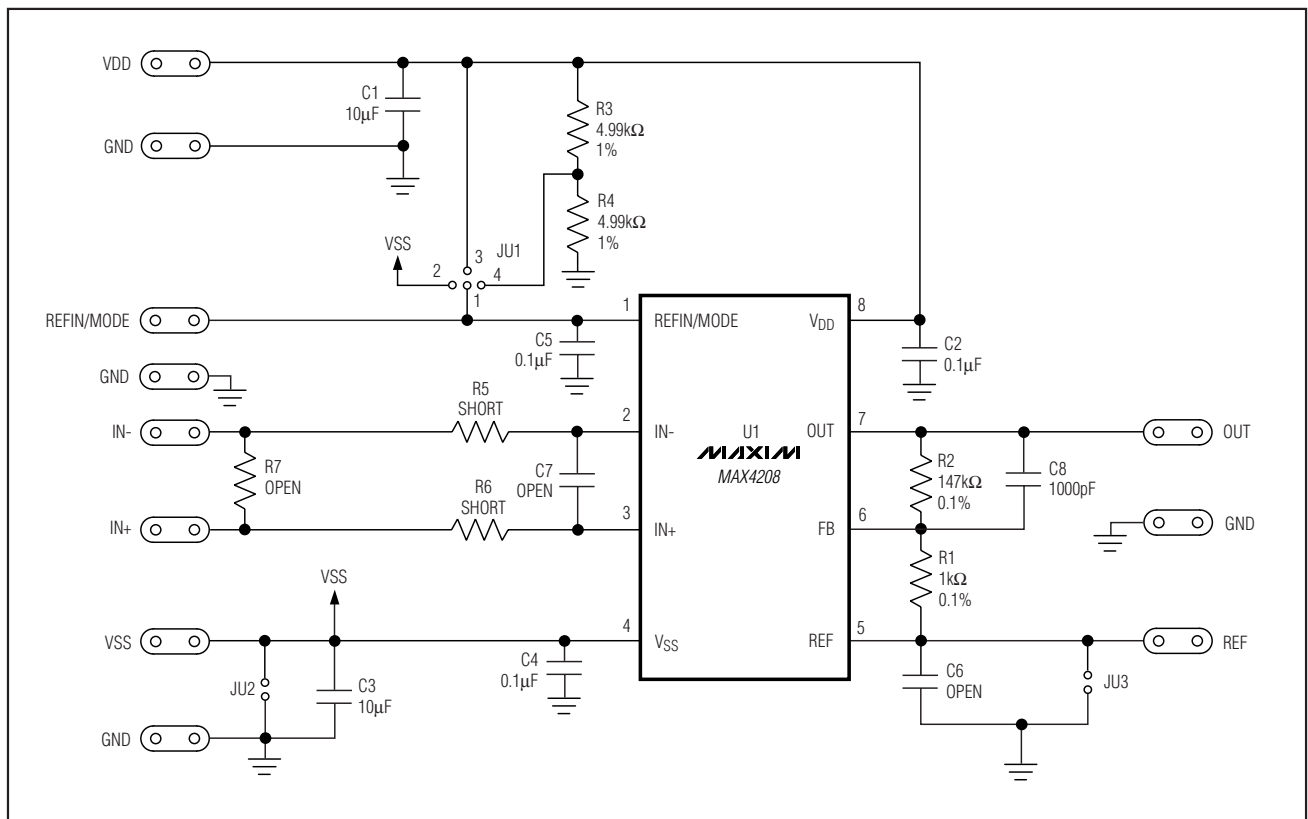 VDD
C1
10μF
GND
R3
4.99kΩ
1%
R4
4.99kΩ
1%
VSS
3
JU1
2
4
1
REFIN/MODE
1
REFIN/MODE
VDD
8
C5
0.1μF
C2
0.1μF
GND
R5
SHORT
IN-
2
IN-
U1
MAXIM
MAX4208
OUT
7
OUT
R7
OPEN
C7
OPEN
R2
147kΩ
0.1%
C8
1000pF
R6
SHORT
IN+
3
IN+
FB
6
GND
R1
1kΩ
0.1%
VSS
VSS
4
VSS
REF
5
REF
JU2
C3
10μF
C4
0.1μF
C6
OPEN
JU3
GND